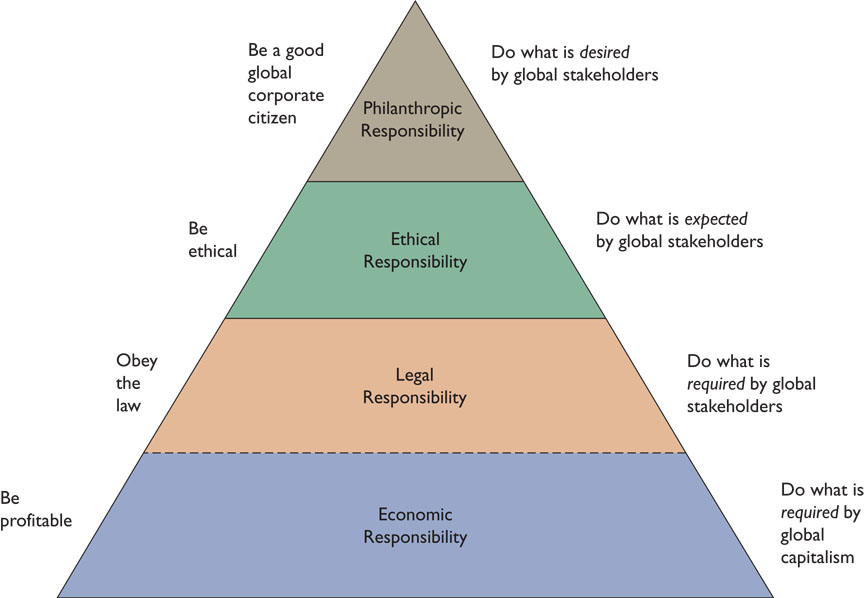 Be a good
global
corporate
citizen
Philanthropic
Responsibility
Do what is desired
by global stakeholders
Be
ethical
Ethical
Responsibility
Do what is expected
by global stakeholders
Obey
the
law
Legal
Responsibility
Do what is
required by global
stakeholders
Be
profitable
Economic
Responsibility
Do what is
required by
global
capitalism